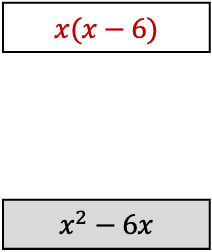 x(x − 6)
x² − 6x